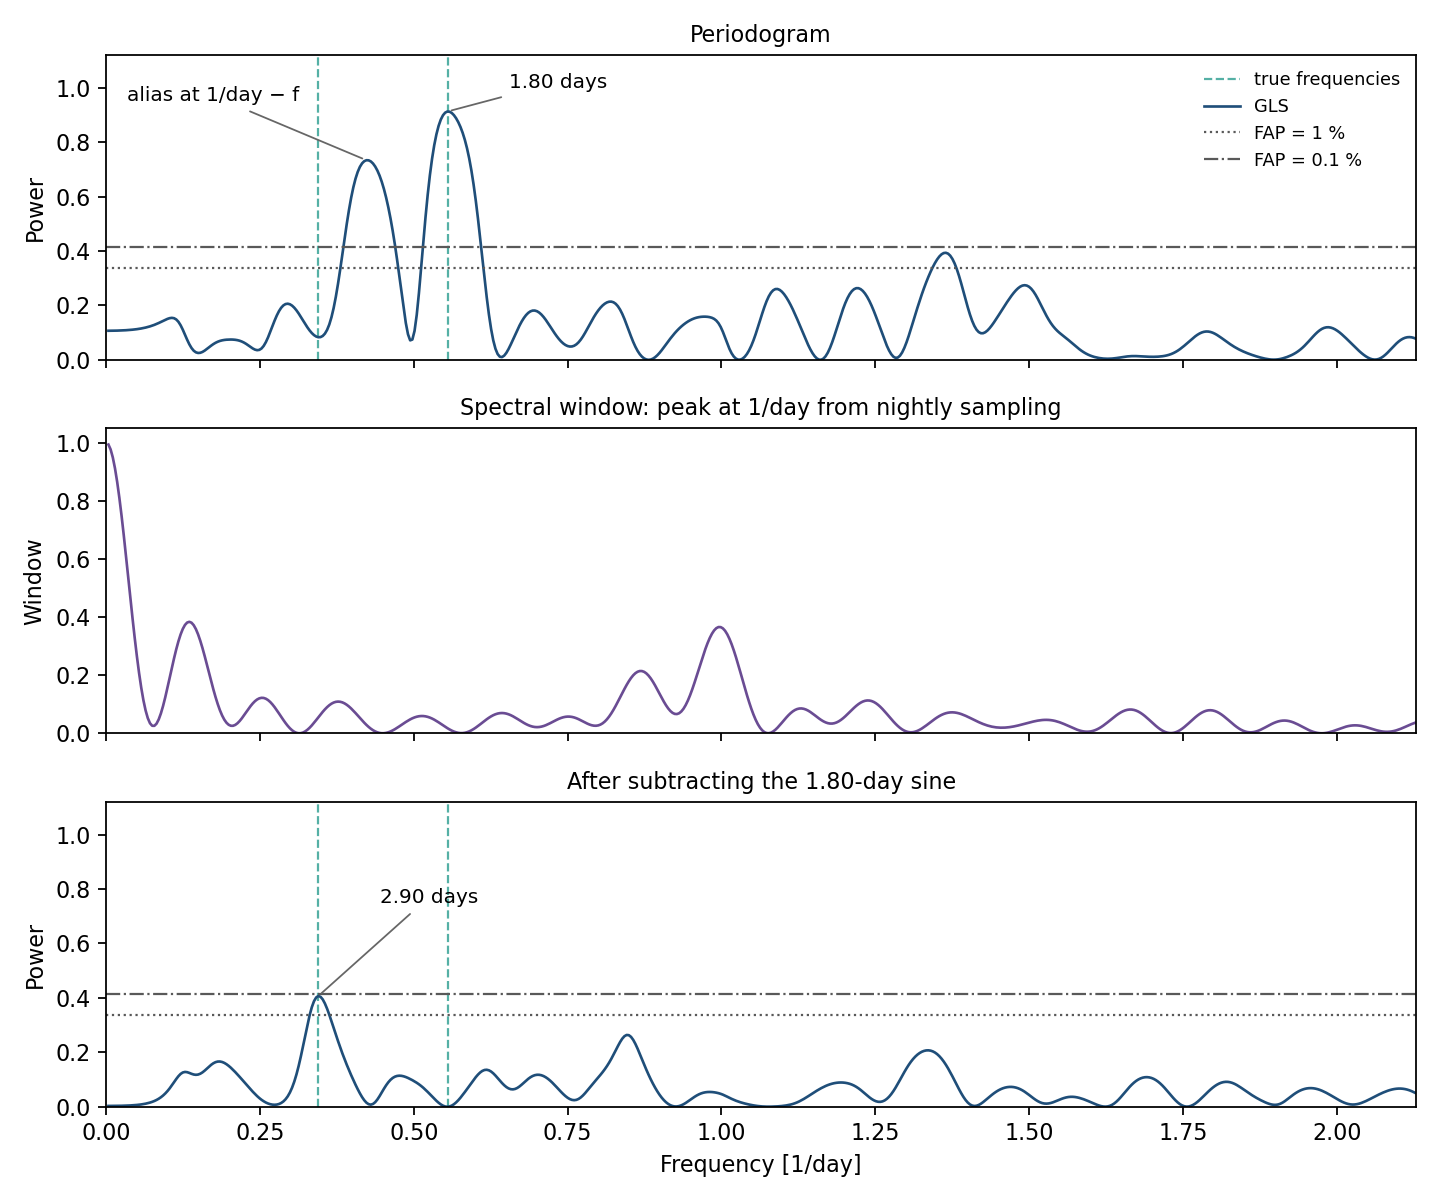 Periodogram
alias at 1/day − f
1.80 days
true frequencies
GLS
FAP = 1 %
FAP = 0.1 %
Power
1.0
0.8
0.6
0.4
0.2
0.0
Spectral window: peak at 1/day from nightly sampling
Window
1.0
0.8
0.6
0.4
0.2
0.0
After subtracting the 1.80-day sine
2.90 days
Power
1.0
0.8
0.6
0.4
0.2
0.0
0.00 0.25 0.50 0.75 1.00 1.25 1.50 1.75 2.00
Frequency [1/day]